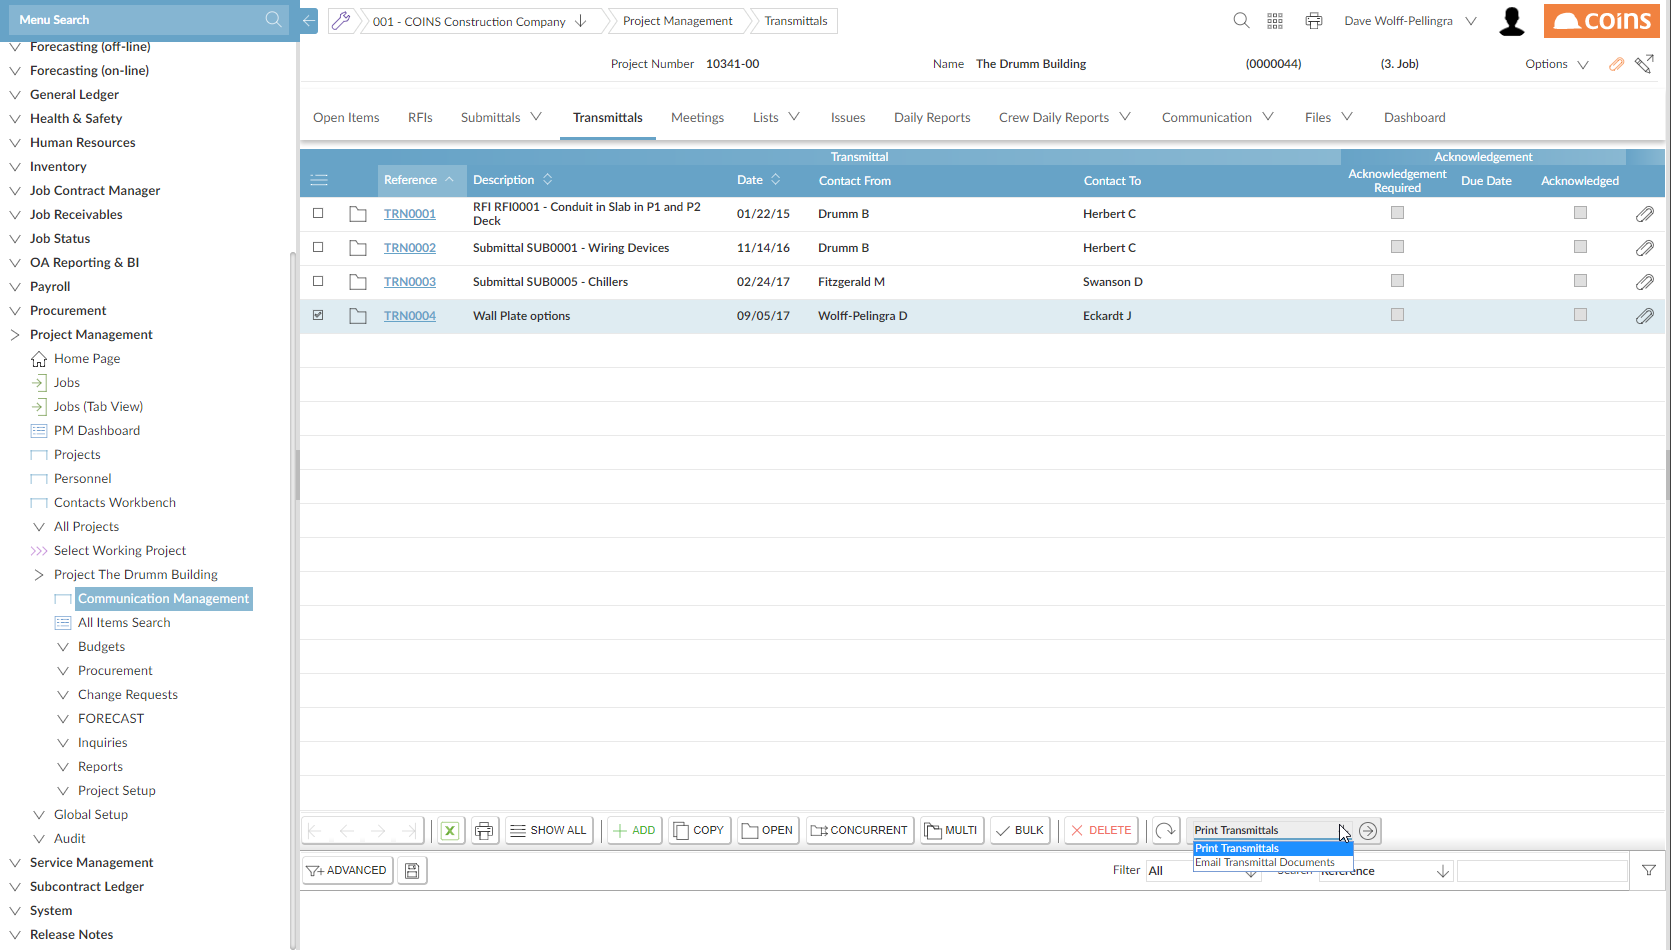 Menu Search
001 - COINS Construction Company
Project Management
Transmittals
Dave Wolff-Pellingra
coins
Project Number 10341-00
Name The Drumm Building
(0000044)
(3. Job)
Options
Open Items
RFIs
Submittals
Transmittals
Meetings
Lists
Issues
Daily Reports
Crew Daily Reports
Communication
Files
Dashboard
Forecasting (off-line)
Forecasting (on-line)
General Ledger
Health & Safety
Human Resources
Inventory
Job Contract Manager
Job Receivables
Job Status
OA Reporting & BI
Payroll
Procurement
Project Management
Home Page
Jobs
Jobs (Tab View)
PM Dashboard
Projects
Personnel
Contacts Workbench
All Projects
Select Working Project
Project The Drumm Building
Communication Management
All Items Search
Budgets
Procurement
Change Requests
FORECAST
Inquiries
Reports
Project Setup
Global Setup
Audit
Service Management
Subcontract Ledger
System
Release Notes
Transmittal
Acknowledgement
Reference
Description
Date
Contact From
Contact To
Acknowledgement
Required
Due Date
Acknowledged
TRN0001
RFI RFI0001 - Conduit in Slab in P1 and P2
Deck
01/22/15
Drumm B
Herbert C
TRN0002
Submittal SUB0001 - Wiring Devices
11/14/16
Drumm B
Herbert C
TRN0003
Submittal SUB0005 - Chillers
02/24/17
Fitzgerald M
Swanson D
TRN0004
Wall Plate options
09/05/17
Wolff-Pelingra D
Eckardt J
SHOW ALL
ADD
COPY
OPEN
CONCURRENT
MULTI
BULK
DELETE
Print Transmittals
Print Transmittals
Email Transmittal Documents
ADVANCED
Filter
All